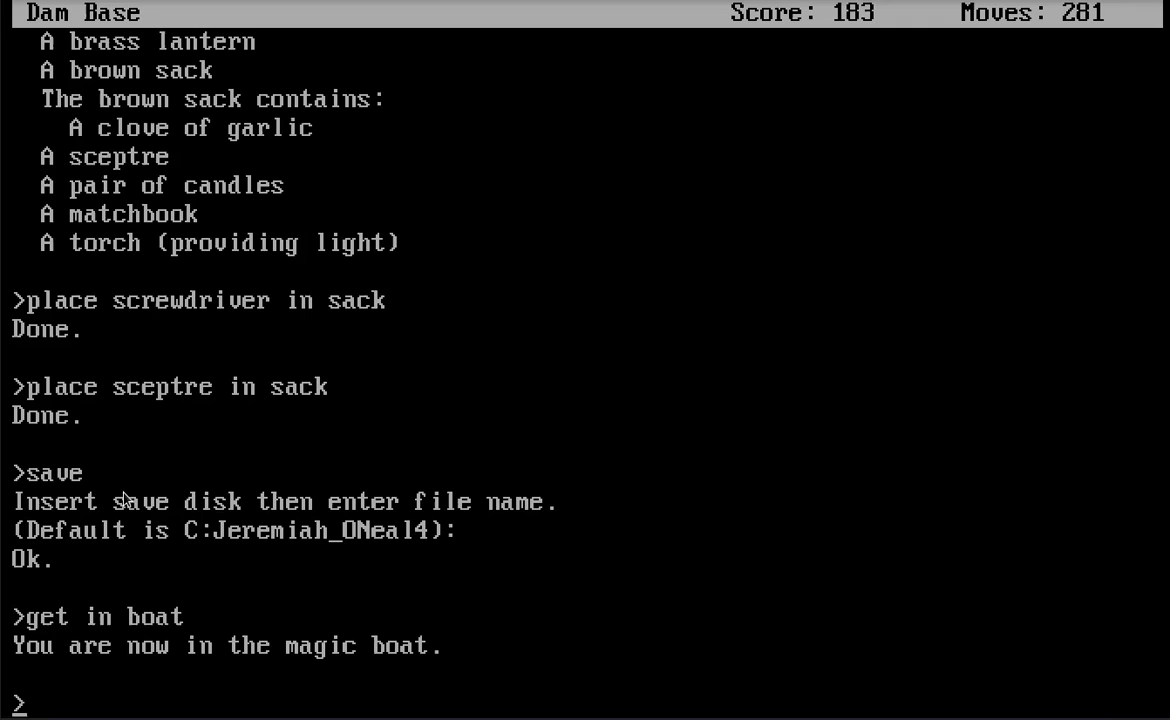 Dam Base Score: 183 Moves: 281
A brass lantern
A brown sack
The brown sack contains:
A clove of garlic
A sceptre
A pair of candles
A matchbook
A torch (providing light)
>place screwdriver in sack
Done.
>place sceptre in sack
Done.
>save
Insert save disk then enter file name.
(Default is C:Jeremiah_ONeal4):
Ok.
>get in boat
You are now in the magic boat.
>